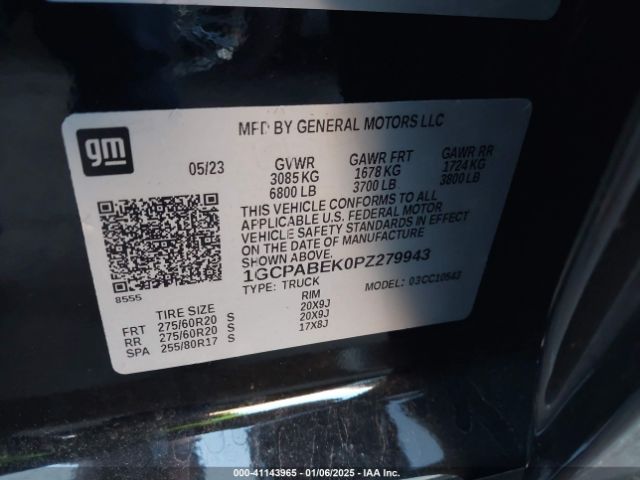 gm
MFD BY GENERAL MOTORS LLC
05/23
GVWR GAWR FRT GAWR RR
3085 KG 1678 KG 1724 KG
6800 LB 3700 LB 3800 LB
THIS VEHICLE CONFORMS TO ALL
APPLICABLE U.S. FEDERAL MOTOR
VEHICLE SAFETY STANDARDS IN EFFECT
ON THE DATE OF MANUFACTURE
SHOWN ABOVE.
1GCPABEK0PZ279943
TYPE: TRUCK MODEL: 03CC10543
8555
TIRE SIZE RIM
FRT 275/60R20 S 20X9J
RR 275/60R20 S 20X9J
SPA 255/80R17 S 17X8J
000-41143965 - 01/06/2025 - IAA Inc.